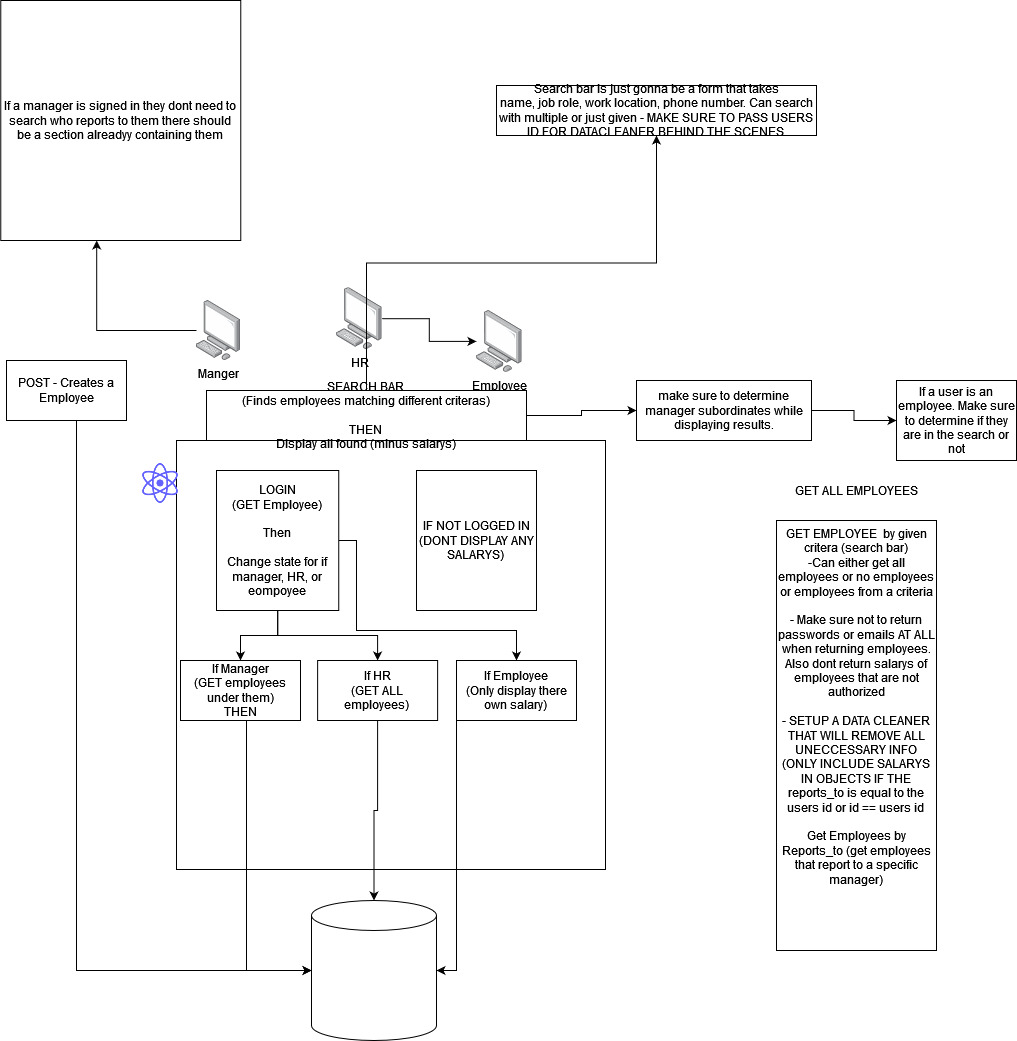 If a manager is signed in they dont need to
search who reports to them there should
be a section alreadyy containing them
Search bar is just gonna be a form that takes
name, job role, work location, phone number. Can search
with multiple or just given - MAKE SURE TO PASS USERS
ID FOR DATACLEANER BEHIND THE SCENES
Manger
HR
Employee
POST - Creates a
Employee
SEARCH BAR
(Finds employees matching different criteras)
THEN
Display all found (minus salarys)
make sure to determine
manager subordinates while
displaying results.
If a user is an
employee. Make sure
to determine if they
are in the search or
not
LOGIN
(GET Employee)
Then
Change state for if
manager, HR, or
eompoyee
IF NOT LOGGED IN
(DONT DISPLAY ANY
SALARYS)
If Manager
(GET employees
under them)
THEN
If HR
(GET ALL
employees)
If Employee
(Only display there
own salary)
GET ALL EMPLOYEES
GET EMPLOYEE by given
critera (search bar)
-Can either get all
employees or no employees
or employees from a criteria
- Make sure not to return
passwords or emails AT ALL
when returning employees.
Also dont return salarys of
employees that are not
authorized
- SETUP A DATA CLEANER
THAT WILL REMOVE ALL
UNECCESSARY INFO
(ONLY INCLUDE SALARYS
IN OBJECTS IF THE
reports_to is equal to the
users id or id == users id
Get Employees by
Reports_to (get employees
that report to a specific
manager)